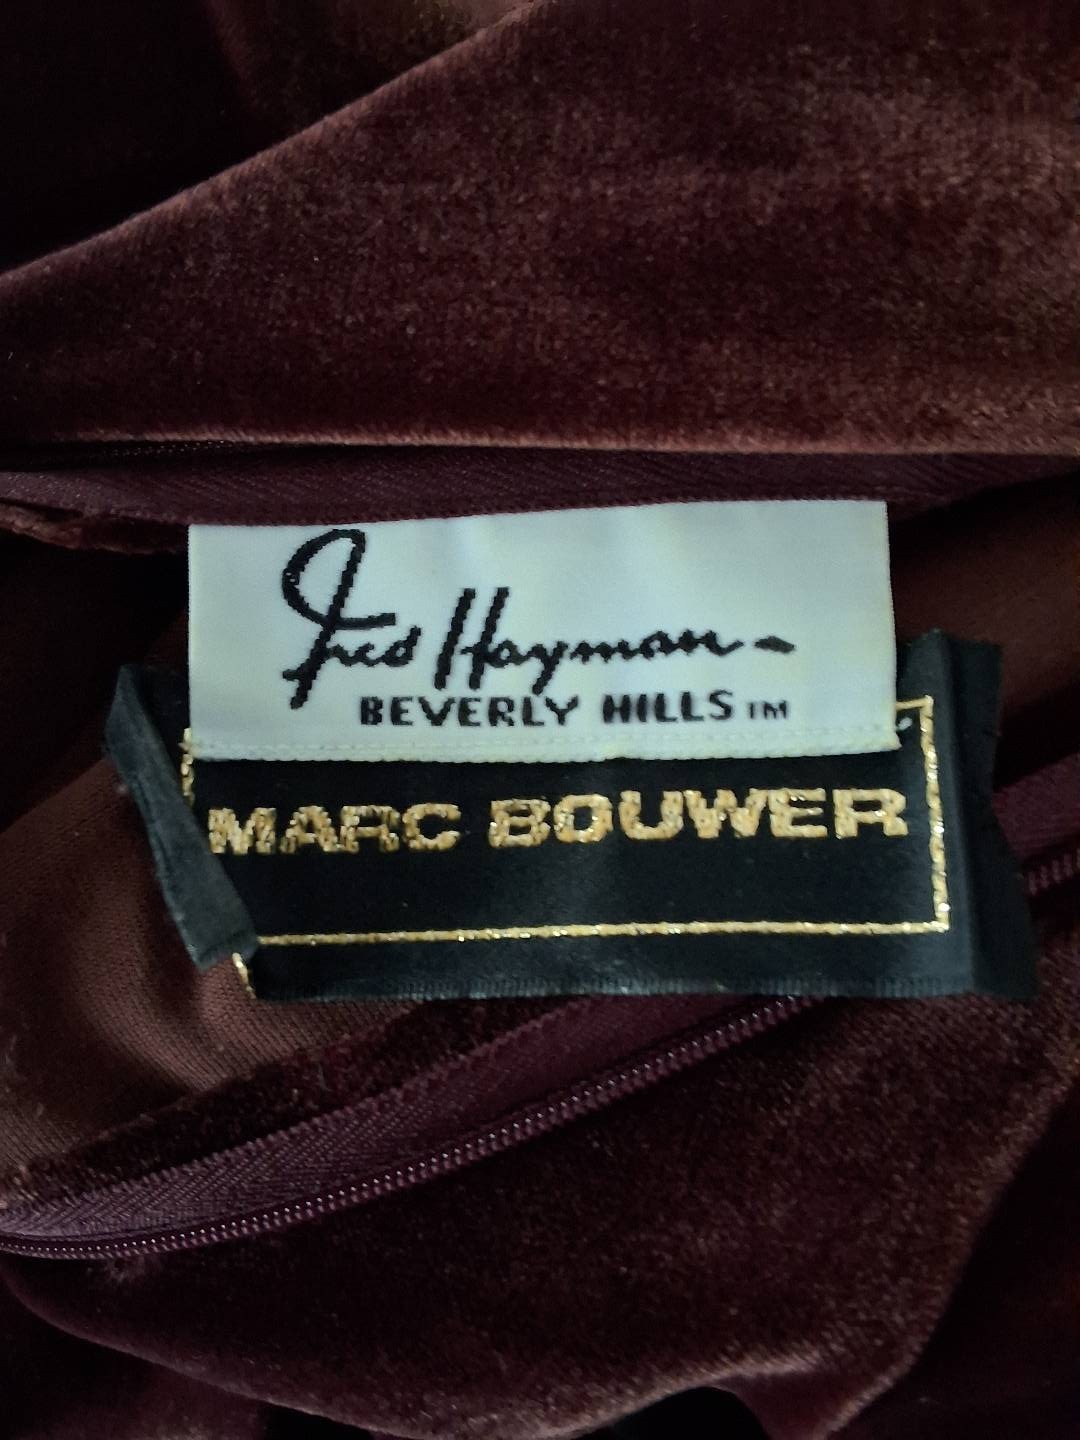 Fred Hayman
BEVERLY HILLS TM
MARC BOUWER